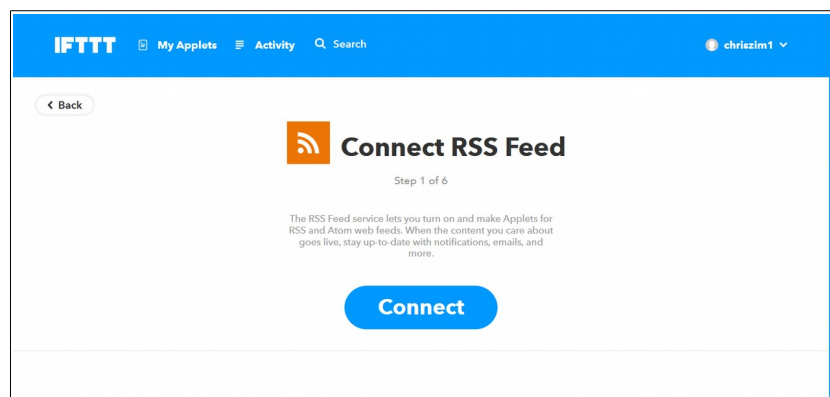 IFTTT My Applets Activity Search chriszim1
Back
Connect RSS Feed
Step 1 of 6
The RSS Feed service lets you turn on and make Applets for
RSS and Atom web feeds. When the content you care about
goes live, stay up-to-date with notifications, emails, and
more.
Connect